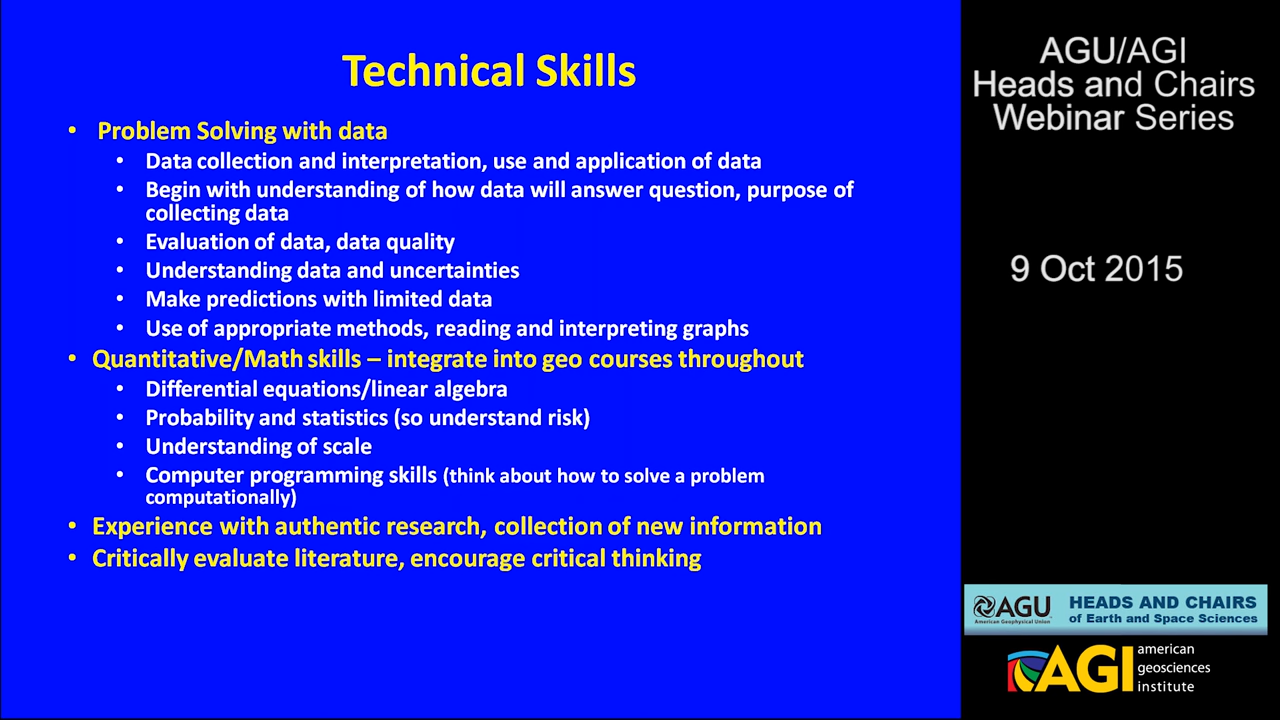 Technical Skills
• Problem Solving with data
• Data collection and interpretation, use and application of data
• Begin with understanding of how data will answer question, purpose of
collecting data
• Evaluation of data, data quality
• Understanding data and uncertainties
• Make predictions with limited data
• Use of appropriate methods, reading and interpreting graphs
• Quantitative/Math skills – integrate into geo courses throughout
• Differential equations/linear algebra
• Probability and statistics (so understand risk)
• Understanding of scale
• Computer programming skills (think about how to solve a problem
computationally)
• Experience with authentic research, collection of new information
• Critically evaluate literature, encourage critical thinking
AGU/AGI
Heads and Chairs
Webinar Series
9 Oct 2015
AGU
American Geophysical Union
HEADS AND CHAIRS
of Earth and Space Sciences
AGI
american
geosciences
institute